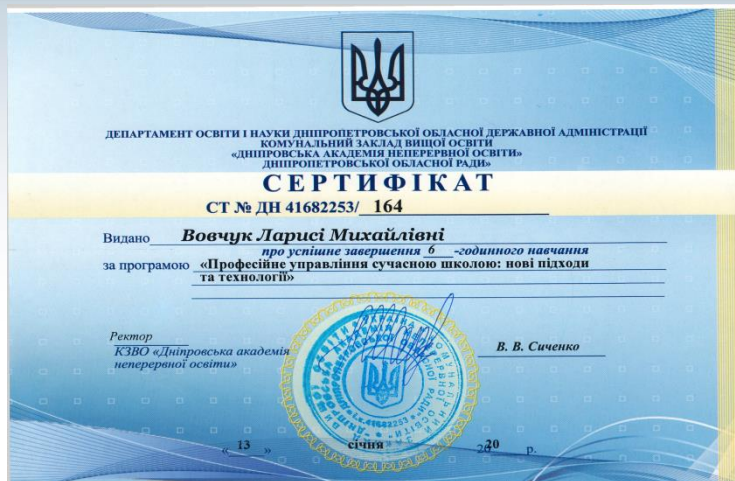 ДЕПАРТАМЕНТ ОСВІТИ І НАУКИ ДНІПРОПЕТРОВСЬКОЇ ОБЛАСНОЇ ДЕРЖАВНОЇ АДМІНІСТРАЦІЇ
КОМУНАЛЬНИЙ ЗАКЛАД ВИЩОЇ ОСВІТИ
«ДНІПРОВСЬКА АКАДЕМІЯ НЕПЕРЕРВНОЇ ОСВІТИ»
ДНІПРОПЕТРОВСЬКОЇ ОБЛАСНОЇ РАДИ»
СЕРТИФІКАТ
СТ № ДН 41682253/ 164
Видано Вовчук Ларисі Михайлівні
про успішне завершення 6 -годинного навчання
за програмою «Професійне управління сучасною школою: нові підходи
та технології»
Ректор
КЗВО «Дніпровська академія
неперервної освіти»
В. В. Сиченко
41682253
« 13 » січня 20 20 р.